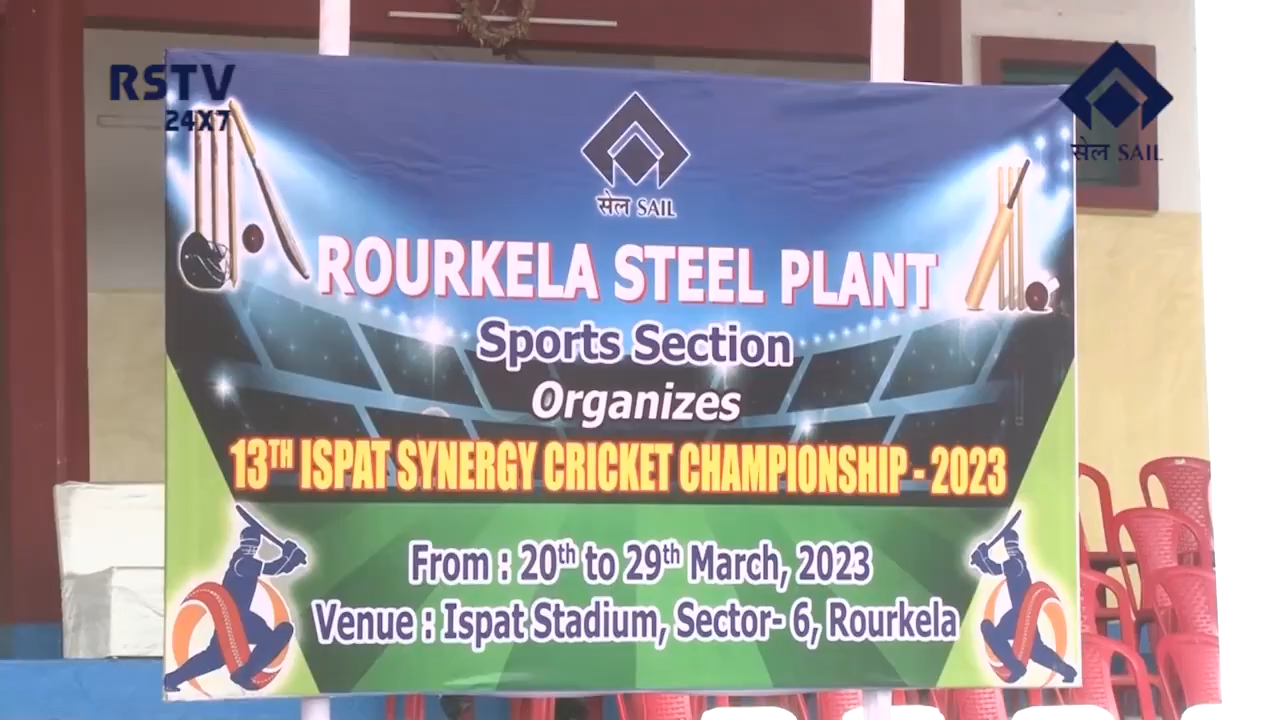 RSTV
24X7
सेल SAIL
सेल SAIL
ROURKELA STEEL PLANT
Sports Section
Organizes
13TH ISPAT SYNERGY CRICKET CHAMPIONSHIP - 2023
From : 20th to 29th March, 2023
Venue : Ispat Stadium, Sector- 6, Rourkela